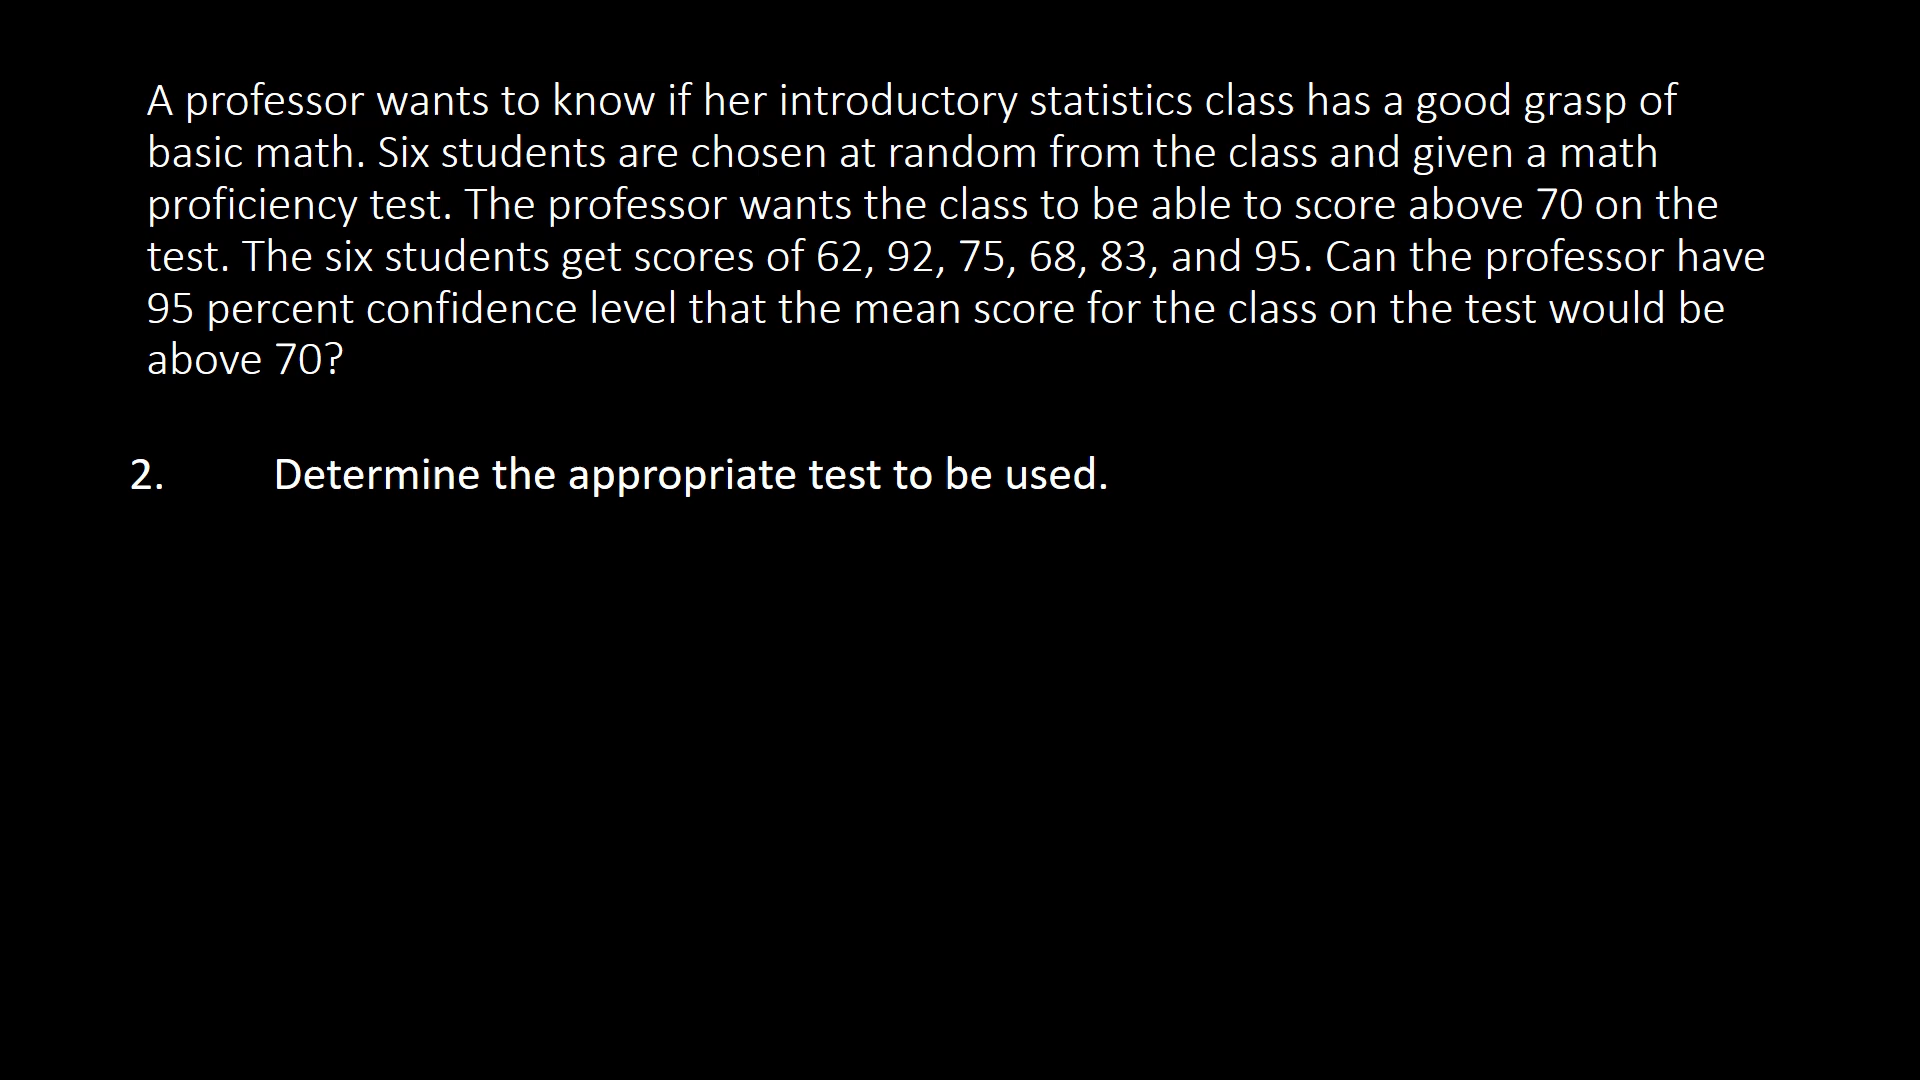 A professor wants to know if her introductory statistics class has a good grasp of
basic math. Six students are chosen at random from the class and given a math
proficiency test. The professor wants the class to be able to score above 70 on the
test. The six students get scores of 62, 92, 75, 68, 83, and 95. Can the professor have
95 percent confidence level that the mean score for the class on the test would be
above 70?
2. Determine the appropriate test to be used.